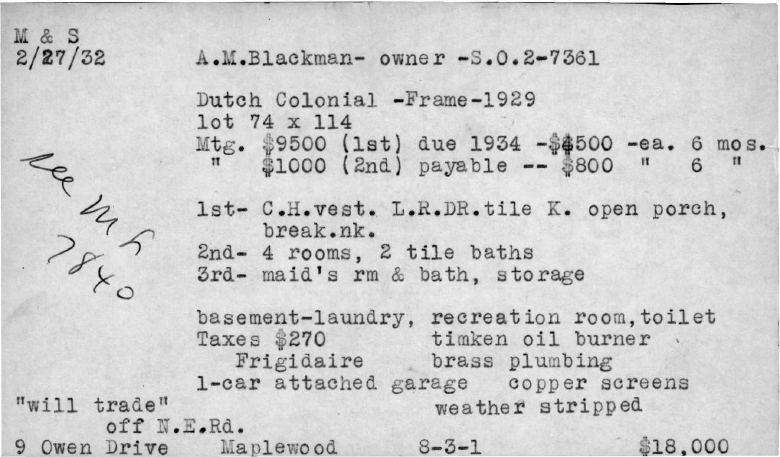 M & S
2/27/32 A.M.Blackman- owner -S.O.2-7361
Dutch Colonial -Frame-1929
lot 74 x 114
Mtg. $9500 (1st) due 1934 -$500 -ea. 6 mos.
" $1000 (2nd) payable -- $800 " 6 "
see ML
7840
1st- C.H.vest. L.R.DR.tile K. open porch,
break.nk.
2nd- 4 rooms, 2 tile baths
3rd- maid's rm & bath, storage
basement-laundry, recreation room,toilet
Taxes $270 timken oil burner
Frigidaire brass plumbing
1-car attached garage copper screens
"will trade" weather stripped
off N.E.Rd.
9 Owen Drive Maplewood 8-3-1 $18,000